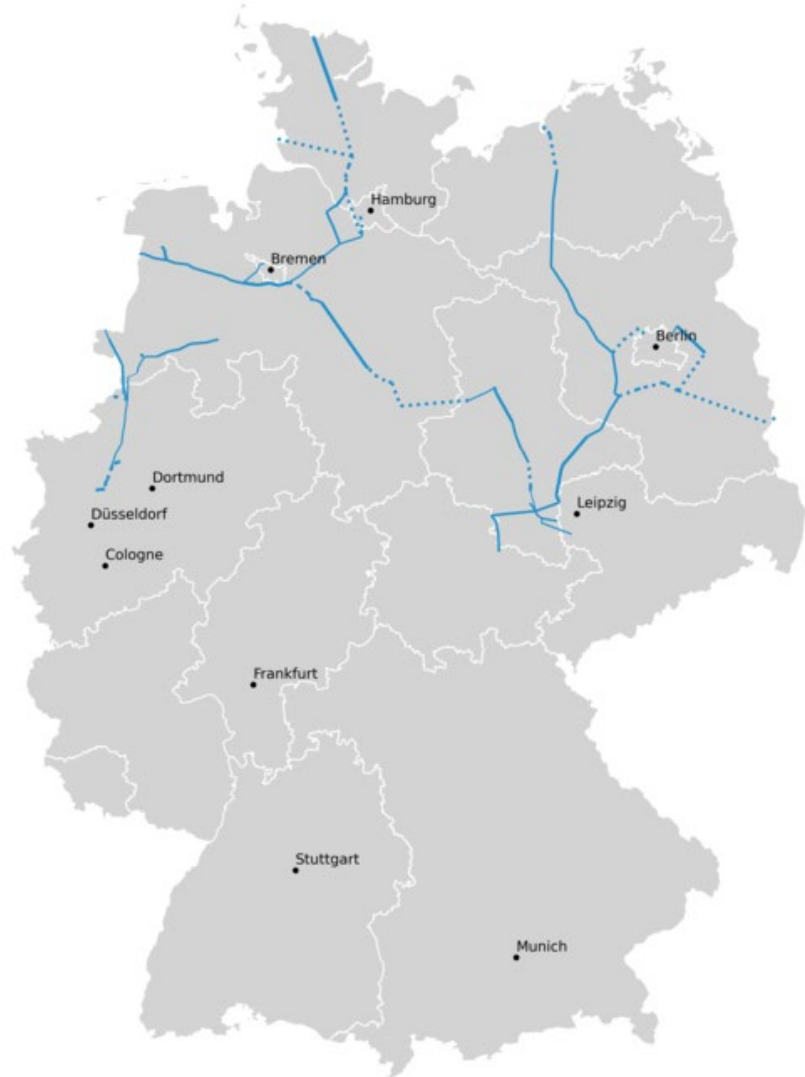 Hamburg
Bremen
Berlin
Dortmund
Leipzig
Düsseldorf
Cologne
Frankfurt
Stuttgart
Munich